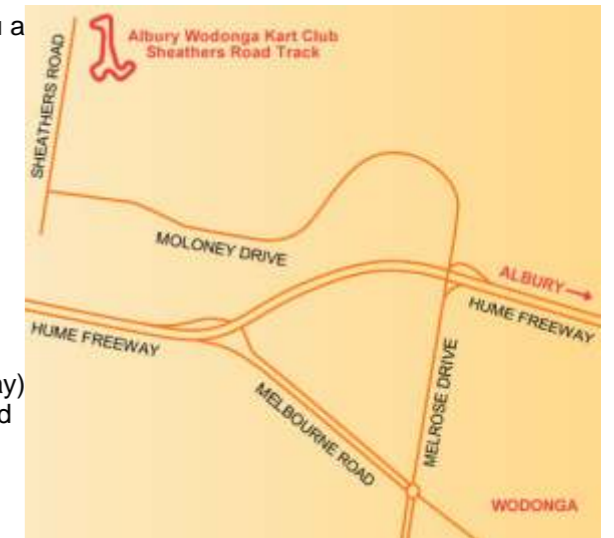 u a
Albury Wodonga Kart Club
Sheathers Road Track
SHEATHERS ROAD
MOLONEY DRIVE
ALBURY
HUME FREEWAY
HUME FREEWAY
ay)
d
MELBOURNE ROAD
MELROSE DRIVE
WODONGA